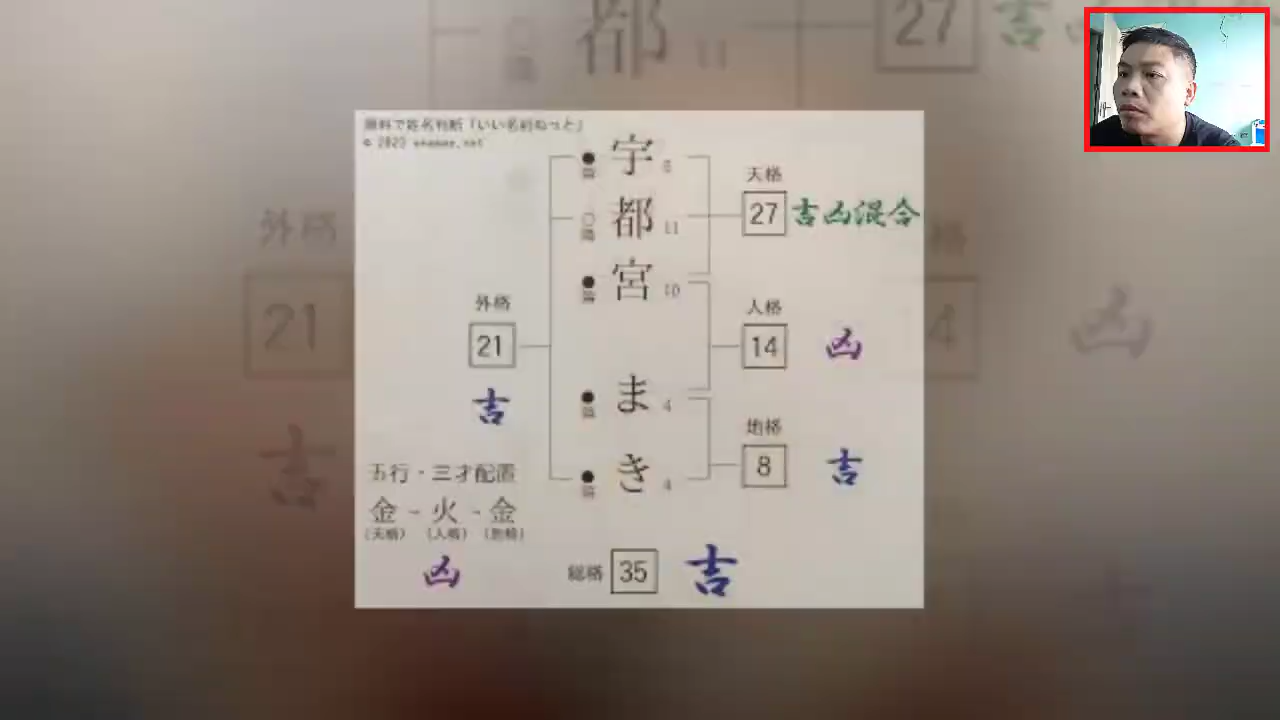 無料で姓名判断「いい名前ねっと」
© 2023 enamae.net
宇 6
都 11
宮 10
ま 4
き 4
天格
27 吉凶混合
人格
14 凶
地格
8 吉
外格
21
吉
五行・三才配置
金 - 火 - 金
(天格) (人格) (地格)
凶
総格 35 吉